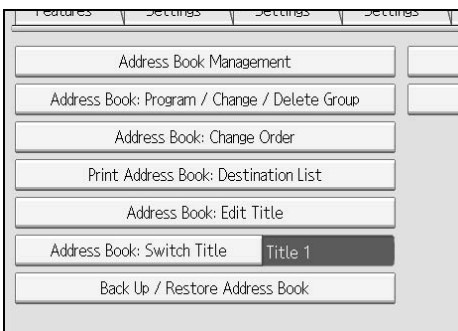 Features Settings Settings Settings
Address Book Management
Address Book: Program / Change / Delete Group
Address Book: Change Order
Print Address Book: Destination List
Address Book: Edit Title
Address Book: Switch Title Title 1
Back Up / Restore Address Book